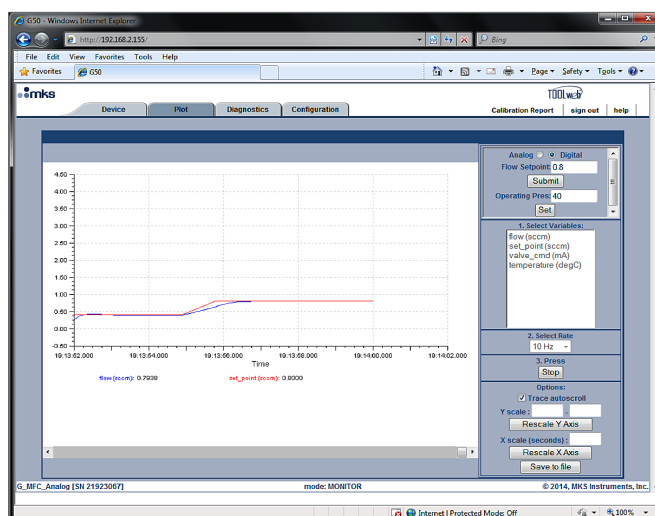 G50 - Windows Internet Explorer
http://192.168.2.155/
Bing
File Edit View Favorites Tools Help
Favorites G50
Page Safety Tools
mks
TOOLweb
Device Plot Diagnostics Configuration
Calibration Report sign out help
Analog Digital
Flow Setpoint: 0.8
Submit
Operating Pres: 40
Set
1. Select Variables:
flow (sccm)
set_point (sccm)
valve_cmd (mA)
temperature (degC)
2. Select Rate
10 Hz
3. Press
Stop
Options:
Trace autoscroll
Y scale : -
Rescale Y Axis
X scale (seconds) :
Rescale X Axis
Save to file
4.50
4.00
3.50
3.00
2.50
2.00
1.50
1.00
0.50
0.00
-0.50
19:13:52.000 19:13:54.000 19:13:56.000 19:13:58.000 19:14:00.000 19:14:02.000
Time
flow (sccm): 0.7939 set_point (sccm): 0.8000
G_MFC_Analog [SN 21923067] mode: MONITOR © 2014, MKS Instruments, Inc.
Internet | Protected Mode: Off 100%